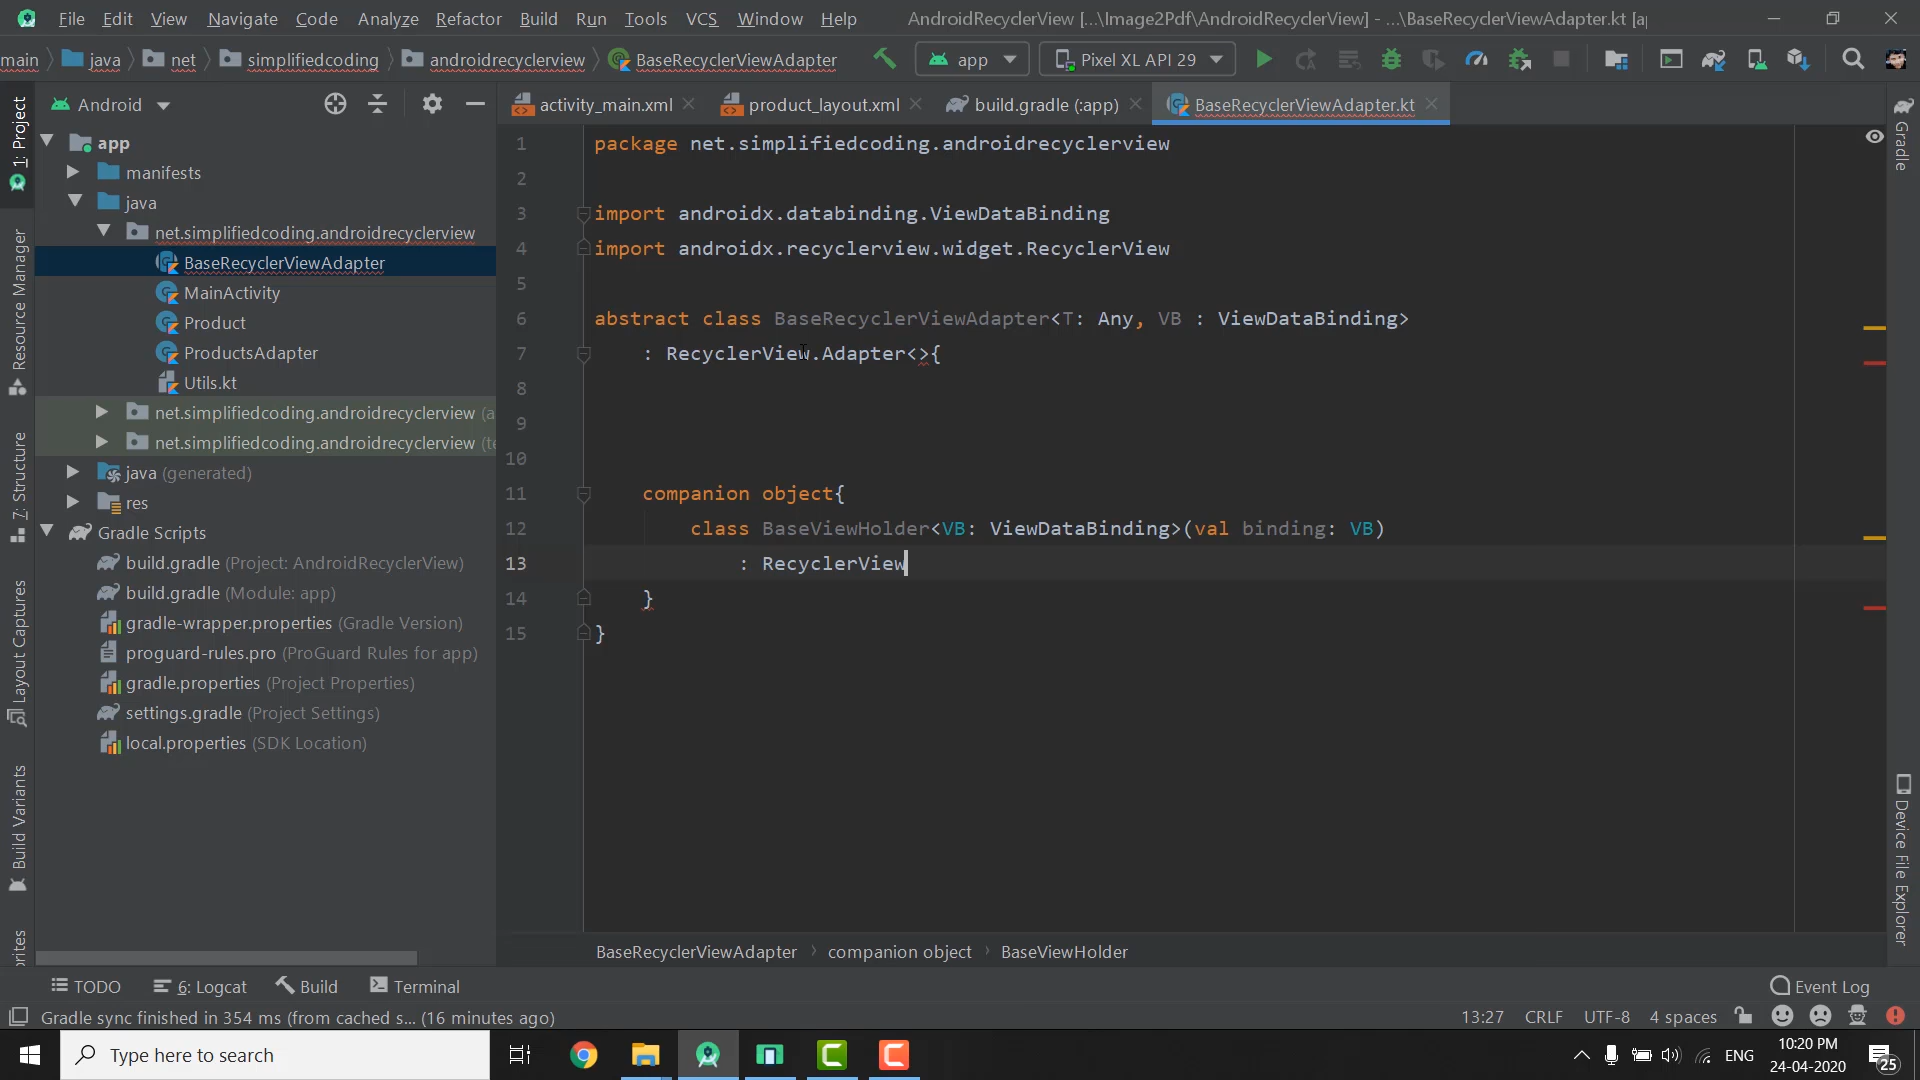 File Edit View Navigate Code Analyze Refactor Build Run Tools VCS Window Help AndroidRecyclerView [...\Image2Pdf\AndroidRecyclerView] - ...\BaseRecyclerViewAdapter.kt [a
main java net simplifiedcoding androidrecyclerview BaseRecyclerViewAdapter app Pixel XL API 29
Android
activity_main.xml product_layout.xml build.gradle (:app) BaseRecyclerViewAdapter.kt
1: Project
Resource Manager
Z: Structure
Layout Captures
Build Variants
orites
app
manifests
java
net.simplifiedcoding.androidrecyclerview
BaseRecyclerViewAdapter
MainActivity
Product
ProductsAdapter
Utils.kt
net.simplifiedcoding.androidrecyclerview (a
net.simplifiedcoding.androidrecyclerview (te
java (generated)
res
Gradle Scripts
build.gradle (Project: AndroidRecyclerView)
build.gradle (Module: app)
gradle-wrapper.properties (Gradle Version)
proguard-rules.pro (ProGuard Rules for app)
gradle.properties (Project Properties)
settings.gradle (Project Settings)
local.properties (SDK Location)
1 package net.simplifiedcoding.androidrecyclerview
2
3 import androidx.databinding.ViewDataBinding
4 import androidx.recyclerview.widget.RecyclerView
5
6 abstract class BaseRecyclerViewAdapter<T: Any, VB : ViewDataBinding>
7 : RecyclerView.Adapter<>{
8
9
10
11 companion object{
12 class BaseViewHolder<VB: ViewDataBinding>(val binding: VB)
13 : RecyclerView
14 }
15 }
Gradle
Device File Explorer
BaseRecyclerViewAdapter companion object BaseViewHolder
TODO 6: Logcat Build Terminal Event Log
Gradle sync finished in 354 ms (from cached s... (16 minutes ago) 13:27 CRLF UTF-8 4 spaces
Type here to search ENG 10:20 PM
24-04-2020 25